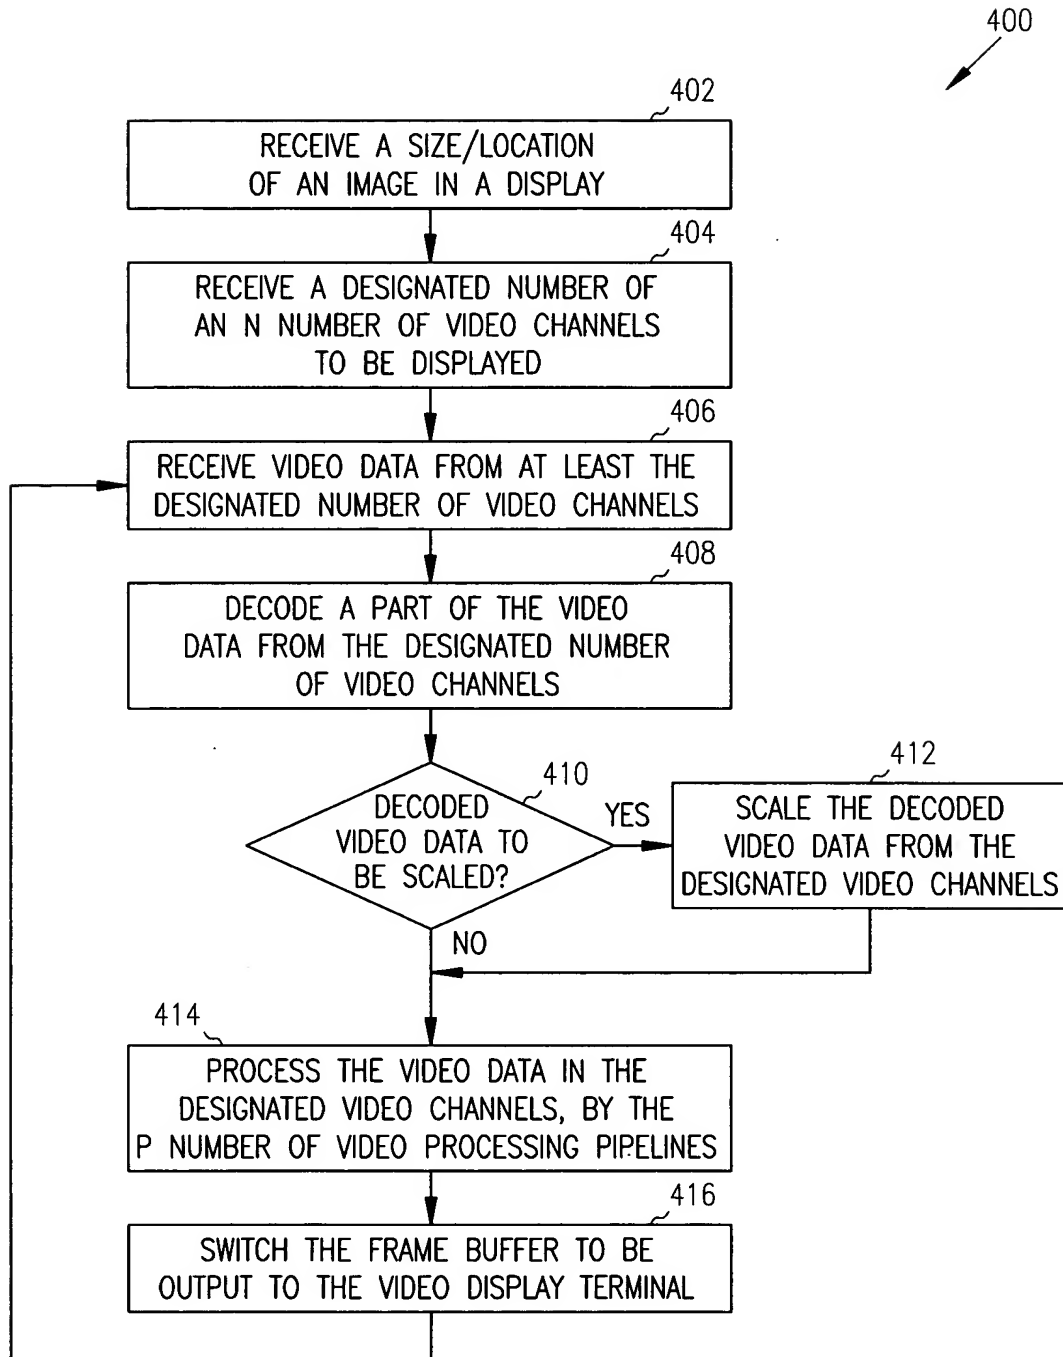 400
402
RECEIVE A SIZE/LOCATION
OF AN IMAGE IN A DISPLAY
404
RECEIVE A DESIGNATED NUMBER OF
AN N NUMBER OF VIDEO CHANNELS
TO BE DISPLAYED
406
RECEIVE VIDEO DATA FROM AT LEAST THE
DESIGNATED NUMBER OF VIDEO CHANNELS
408
DECODE A PART OF THE VIDEO
DATA FROM THE DESIGNATED NUMBER
OF VIDEO CHANNELS
410
DECODED
VIDEO DATA TO
BE SCALED?
YES
412
SCALE THE DECODED
VIDEO DATA FROM THE
DESIGNATED VIDEO CHANNELS
NO
414
PROCESS THE VIDEO DATA IN THE
DESIGNATED VIDEO CHANNELS, BY THE
P NUMBER OF VIDEO PROCESSING PIPELINES
416
SWITCH THE FRAME BUFFER TO BE
OUTPUT TO THE VIDEO DISPLAY TERMINAL